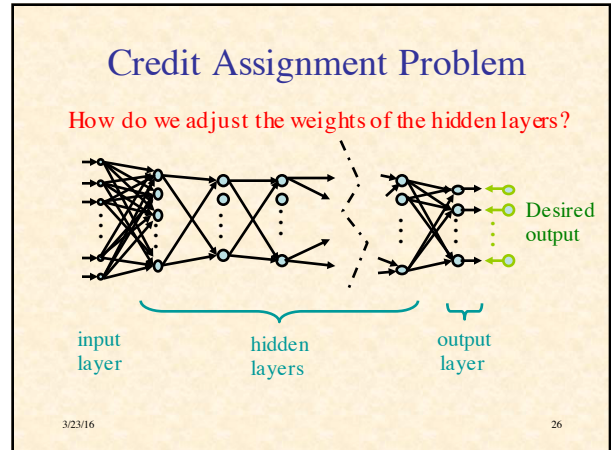 Credit Assignment Problem
How do we adjust the weights of the hidden layers?
Desired
output
input
layer
hidden
layers
output
layer
3/23/16
26